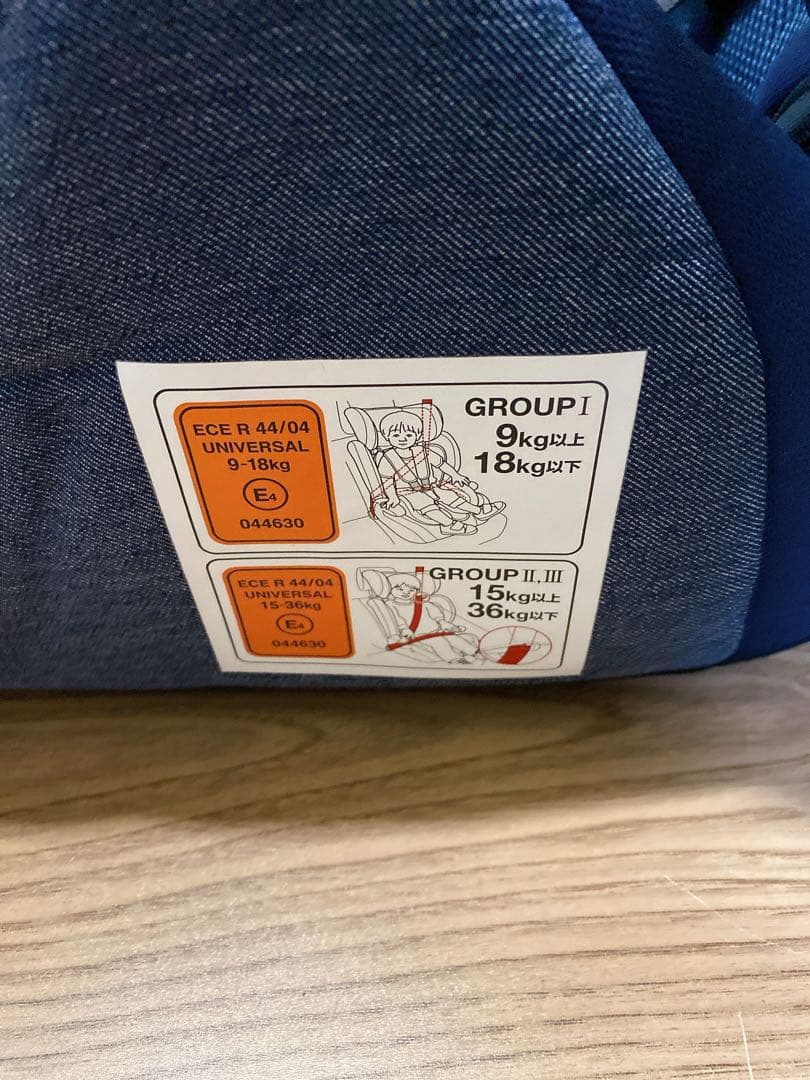 ECE R 44/04
UNIVERSAL
9-18kg
E4
044630
GROUP I
9kg以上
18kg以下
ECE R 44/04
UNIVERSAL
15-36kg
E4
044630
GROUP II,III
15kg以上
36kg以下